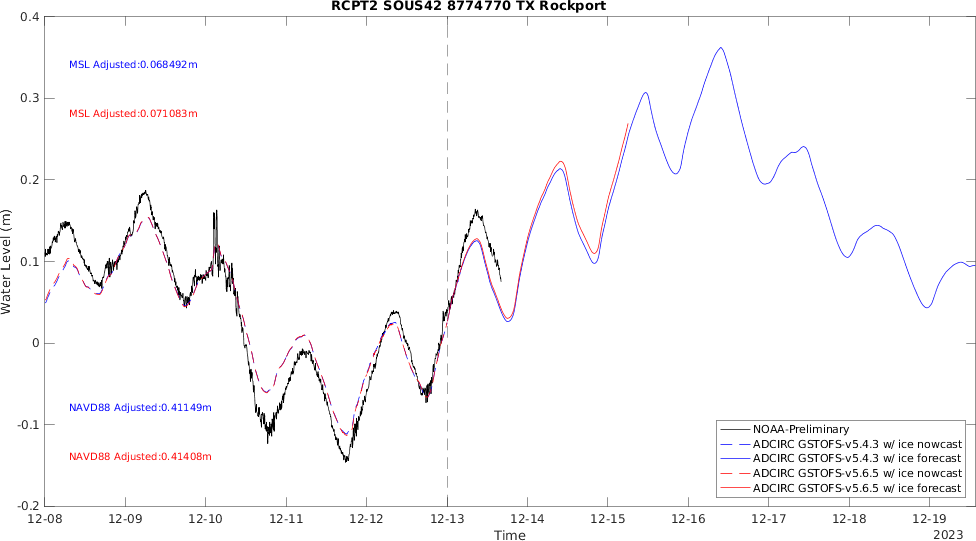 RCPT2 SOUS42 8774770 TX Rockport
0.4
0.3
0.2
0.1
0
-0.1
-0.2
Water Level (m)
MSL Adjusted:0.068492m
MSL Adjusted:0.071083m
NAVD88 Adjusted:0.41149m
NAVD88 Adjusted:0.41408m
NOAA-Preliminary
ADCIRC GSTOFS-v5.4.3 w/ ice nowcast
ADCIRC GSTOFS-v5.4.3 w/ ice forecast
ADCIRC GSTOFS-v5.6.5 w/ ice nowcast
ADCIRC GSTOFS-v5.6.5 w/ ice forecast
12-08 12-09 12-10 12-11 12-12 12-13 12-14 12-15 12-16 12-17 12-18 12-19
Time
2023